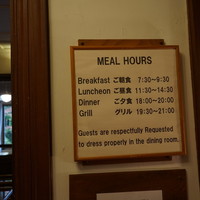 MEAL HOURS
Breakfast ご朝食 7:30〜9:30
Luncheon ご昼食 11:30〜14:30
Dinner ご夕食 18:00〜20:00
Grill グリル 19:30〜21:00
Guests are respectfully Requested
to dress properly in the dining room.